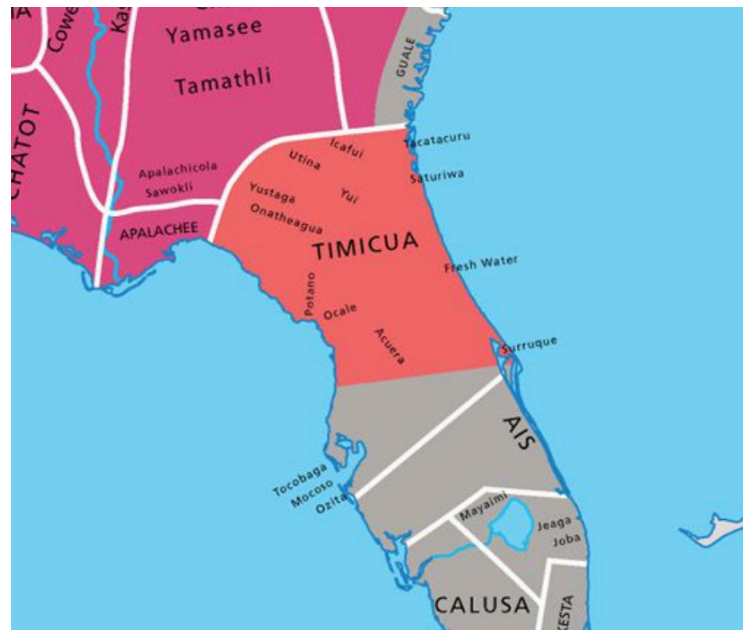 Yamasee
Tamathli
GUALE
CHATOT
Icafui
Tacatacuru
Utina
Apalachicola
Sawokli
Saturiwa
Yustaga
Yui
Onatheagua
APALACHEE
TIMICUA
Fresh Water
Potano
Ocale
Acuera
Surruque
AIS
Tocobaga
Mocoso
Ozita
Mayaimi
Jeaga
Joba
CALUSA
KESTA